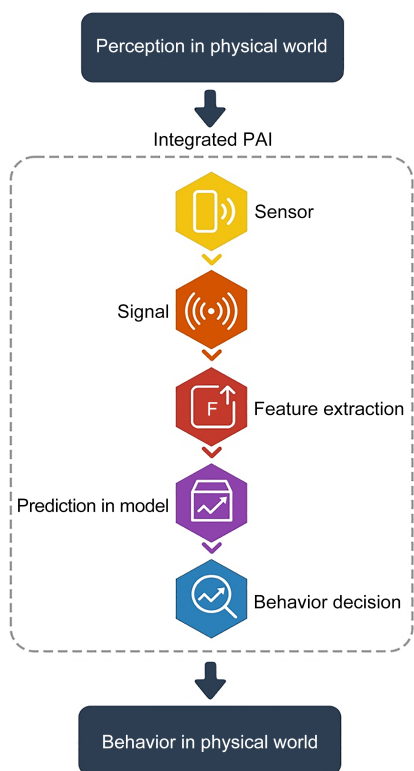 Perception in physical world
Integrated PAI
Sensor
Signal
F
Feature extraction
Prediction in model
Behavior decision
Behavior in physical world